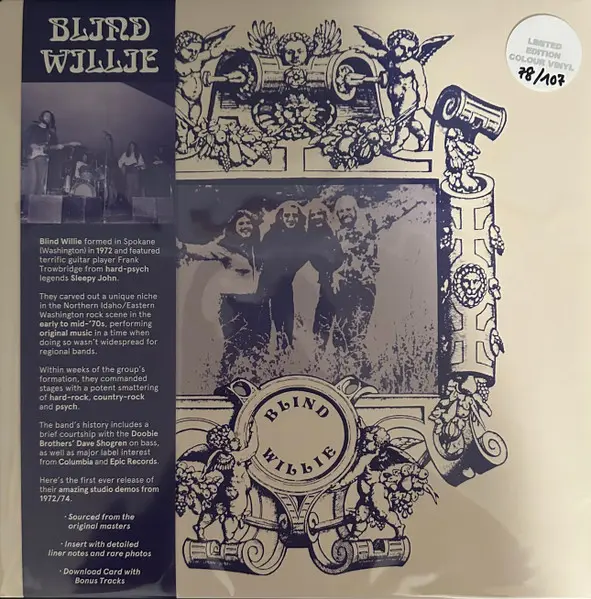 BLIND
WILLIE
LIMITED
EDITION
COLOUR VINYL
78/107
Blind Willie formed in Spokane
(Washington) in 1972 and featured
terrific guitar player Frank
Trowbridge from hard-psych
legends Sleepy John.
They carved out a unique niche
in the Northern Idaho/Eastern
Washington rock scene in the
early to mid-'70s, performing
original music in a time when
doing so wasn't widespread for
regional bands.
Within weeks of the group's
formation, they commanded
stages with a potent smattering
of hard-rock, country-rock
and psych.
The band's history includes a
brief courtship with the Doobie
Brothers' Dave Shogren on bass,
as well as major label interest
from Columbia and Epic Records.
Here's the first ever release of
their amazing studio demos from
1972/74.
· Sourced from the
original masters
· Insert with detailed
liner notes and rare photos
· Download Card with
Bonus Tracks
BLIND
WILLIE